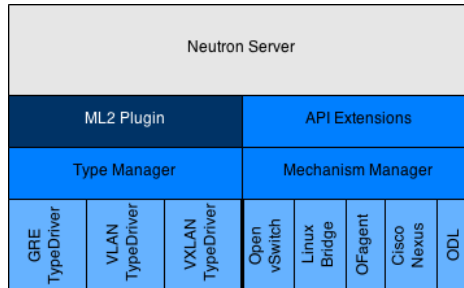 Neutron Server
ML2 Plugin
API Extensions
Type Manager
Mechanism Manager
GRE
TypeDriver
VLAN
TypeDriver
VXLAN
TypeDriver
Open
vSwitch
Linux
Bridge
OFagent
Cisco
Nexus
ODL